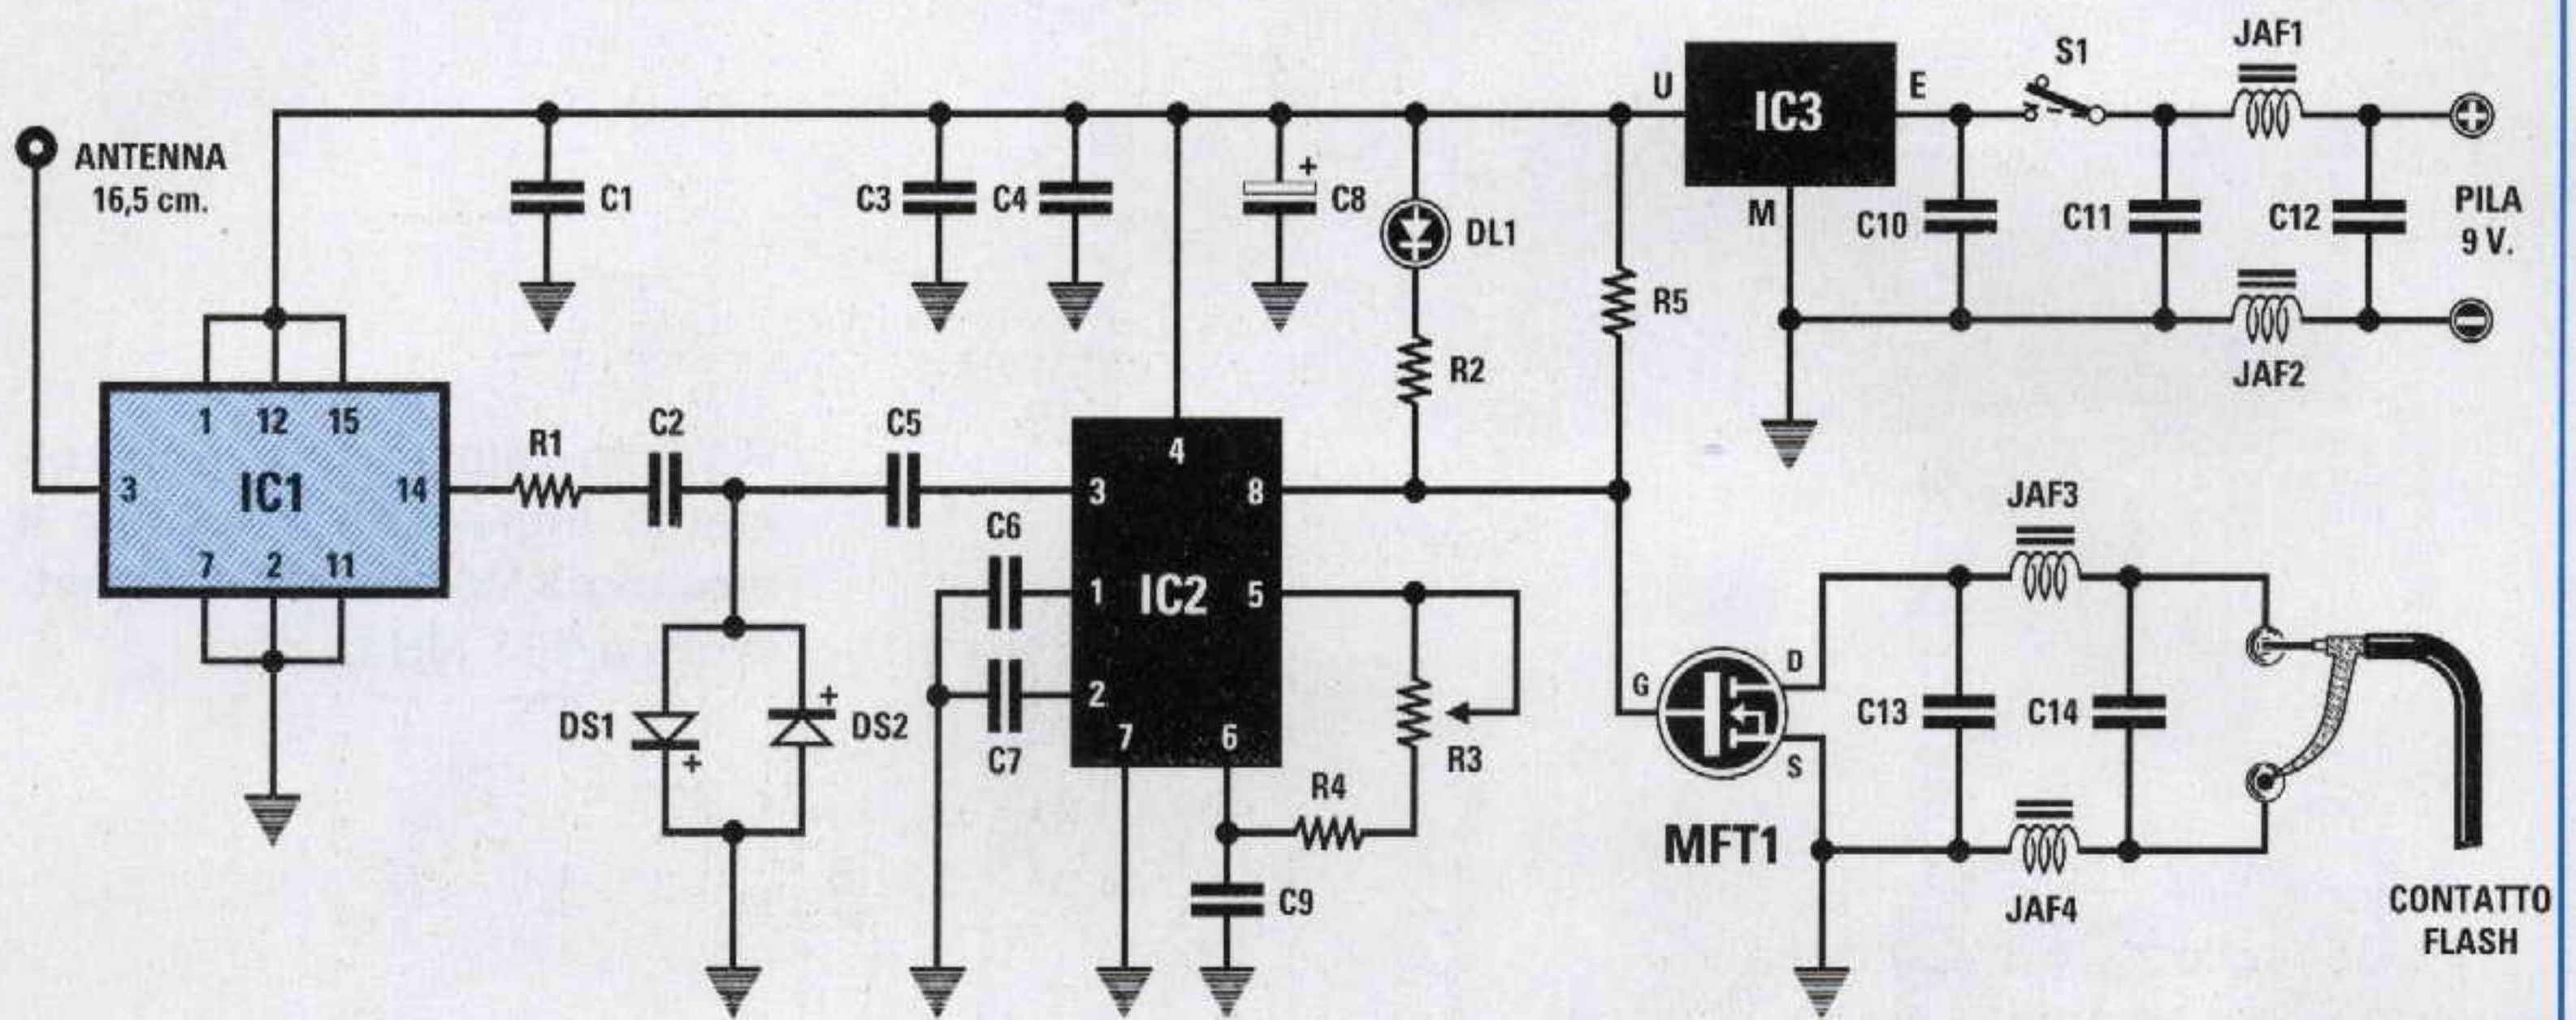 ANTENNA
16,5 cm.
C1
C3
C4
+
C8
DL1
R2
R5
U
IC3
E
M
S1
JAF1
C10
C11
C12
PILA
9 V.
+
−
JAF2
1
12
15
3
IC1
14
7
2
11
R1
C2
C5
DS1
+
+
DS2
C6
C7
4
3
8
1
IC2
5
2
7
6
R3
R4
C9
G
D
S
MFT1
JAF3
C13
C14
JAF4
CONTATTO
FLASH